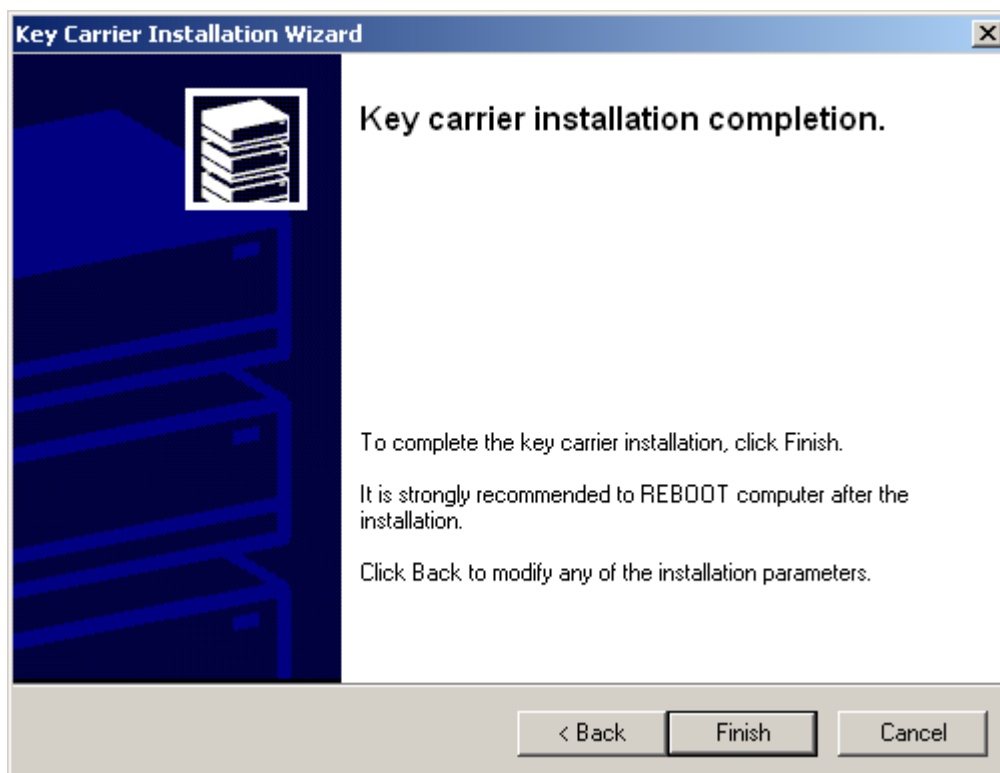 Key Carrier Installation Wizard
Key carrier installation completion.
To complete the key carrier installation, click Finish.
It is strongly recommended to REBOOT computer after the
installation.
Click Back to modify any of the installation parameters.
< Back
Finish
Cancel